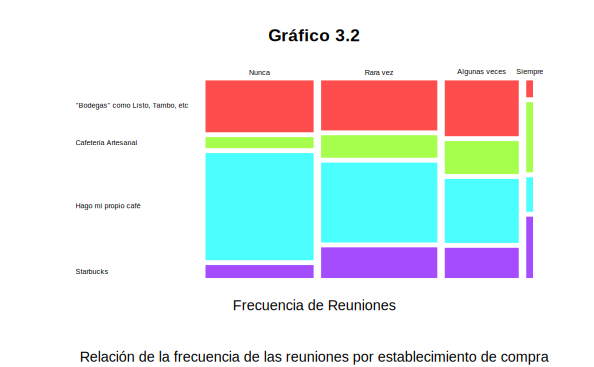 Gráfico 3.2
Nunca
Rara vez
Algunas veces
Siempre
"Bodegas" como Listo, Tambo, etc
Cafetería Artesanal
Hago mi propio café
Starbucks
Frecuencia de Reuniones
Relación de la frecuencia de las reuniones por establecimiento de compra